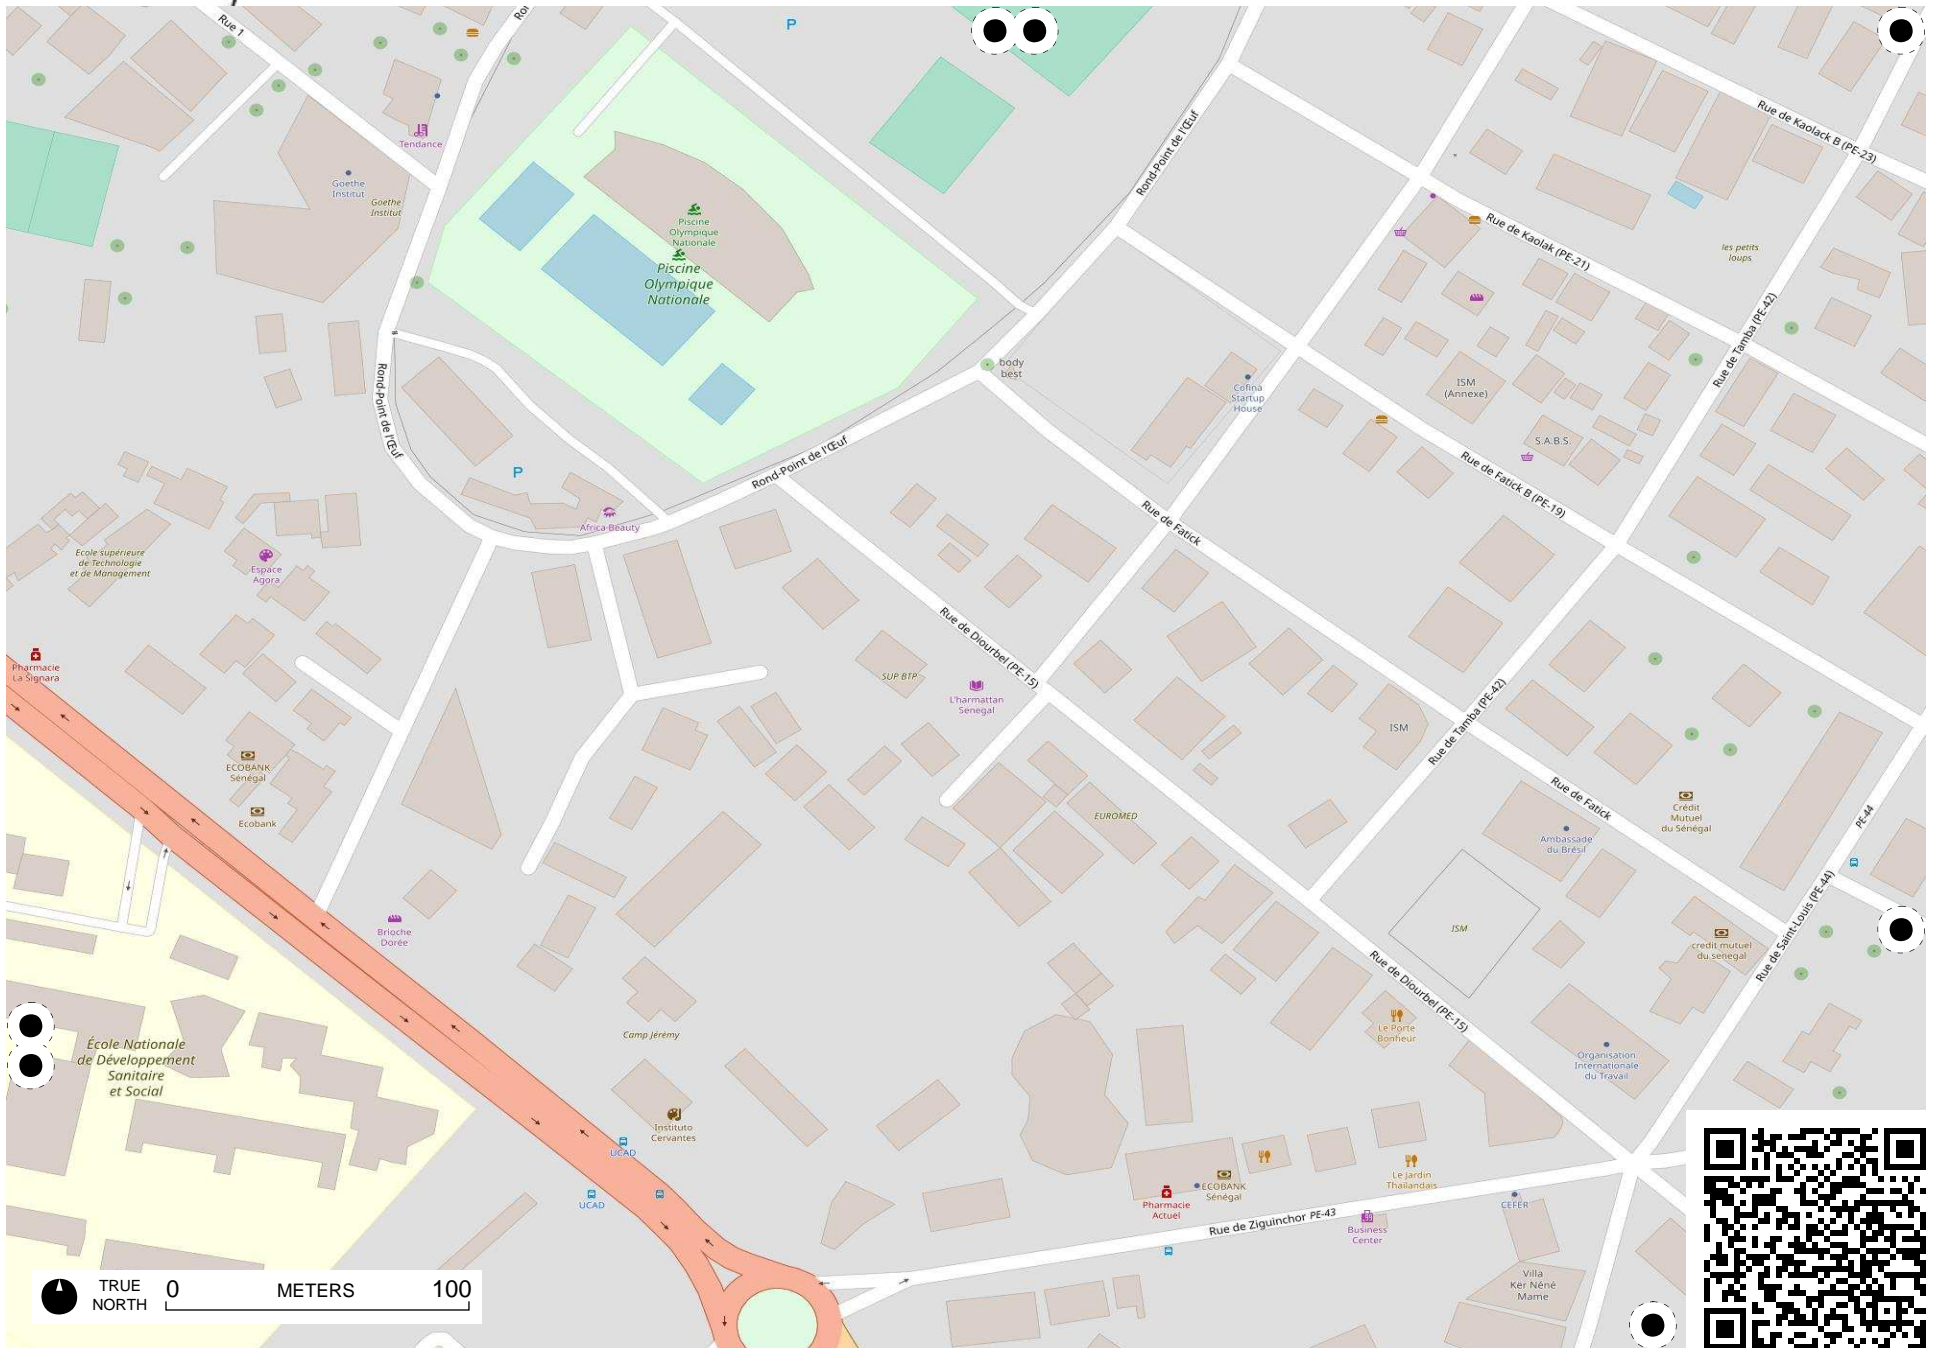 Rue 1
P
Tendance
Goethe
Institut
Goethe
Institut
Piscine
Olympique
Nationale
Piscine
Olympique
Nationale
Rond-Point de l'Œuf
Rue de Kaolack B (PE-23)
Rue de Kaolak (PE-21)
les petits
loups
Rue de Tamba (PE-42)
body
best
Cofina
Startup
House
ISM
(Annexe)
S.A.B.S.
Rond-Point de l'Œuf
P
Rond-Point de l'Œuf
Rue de Fatick B (PE-19)
Africa Beauty
Rue de Fatick
Ecole supérieure
de Technologie
et de Management
Espace
Agora
Rue de Diourbel (PE-15)
Pharmacie
La Signara
SUP BTP
L'harmattan
Senegal
ISM
Rue de Tamba (PE-42)
ECOBANK
Sénégal
Ecobank
EUROMED
Rue de Fatick
Crédit
Mutuel
du Sénégal
PE-44
Ambassade
du Brésil
Brioche
Dorée
ISM
credit mutuel
du senegal
Rue de Saint-Louis (PE-44)
Rue de Diourbel (PE-15)
Camp Jérémy
Le Porte
Bonheur
École Nationale
de Développement
Sanitaire
et Social
Organisation
Internationale
du Travail
Instituto
Cervantes
UCAD
UCAD
Pharmacie
Actuel
ECOBANK
Sénégal
Le Jardin
Thaïlandais
CEFER
Rue de Ziguinchor PE-43
Business
Center
Villa
Kër Néné
Mame
TRUE
NORTH
0 METERS 100